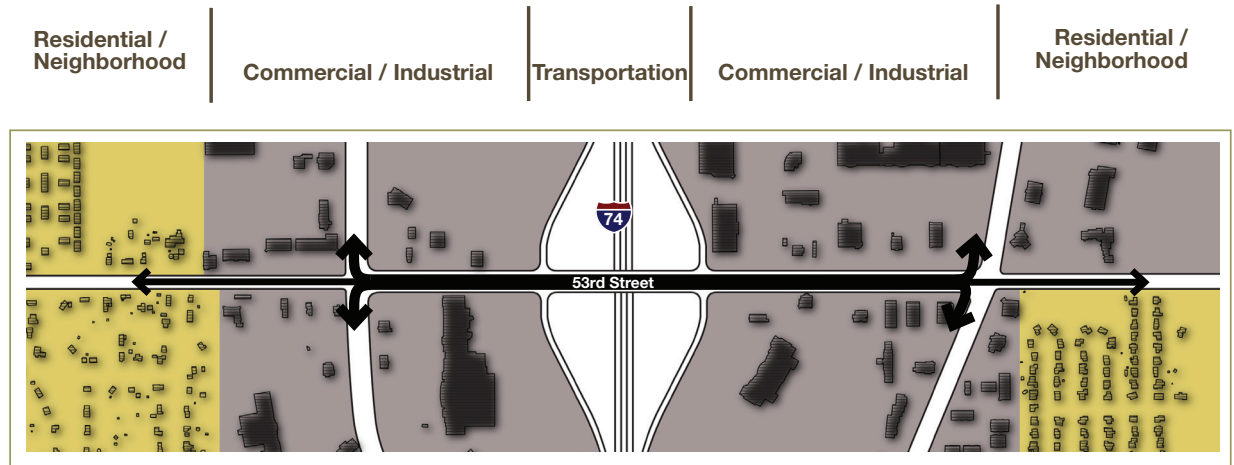 Residential /
Neighborhood
Commercial / Industrial
Transportation
Commercial / Industrial
Residential /
Neighborhood
74
53rd Street